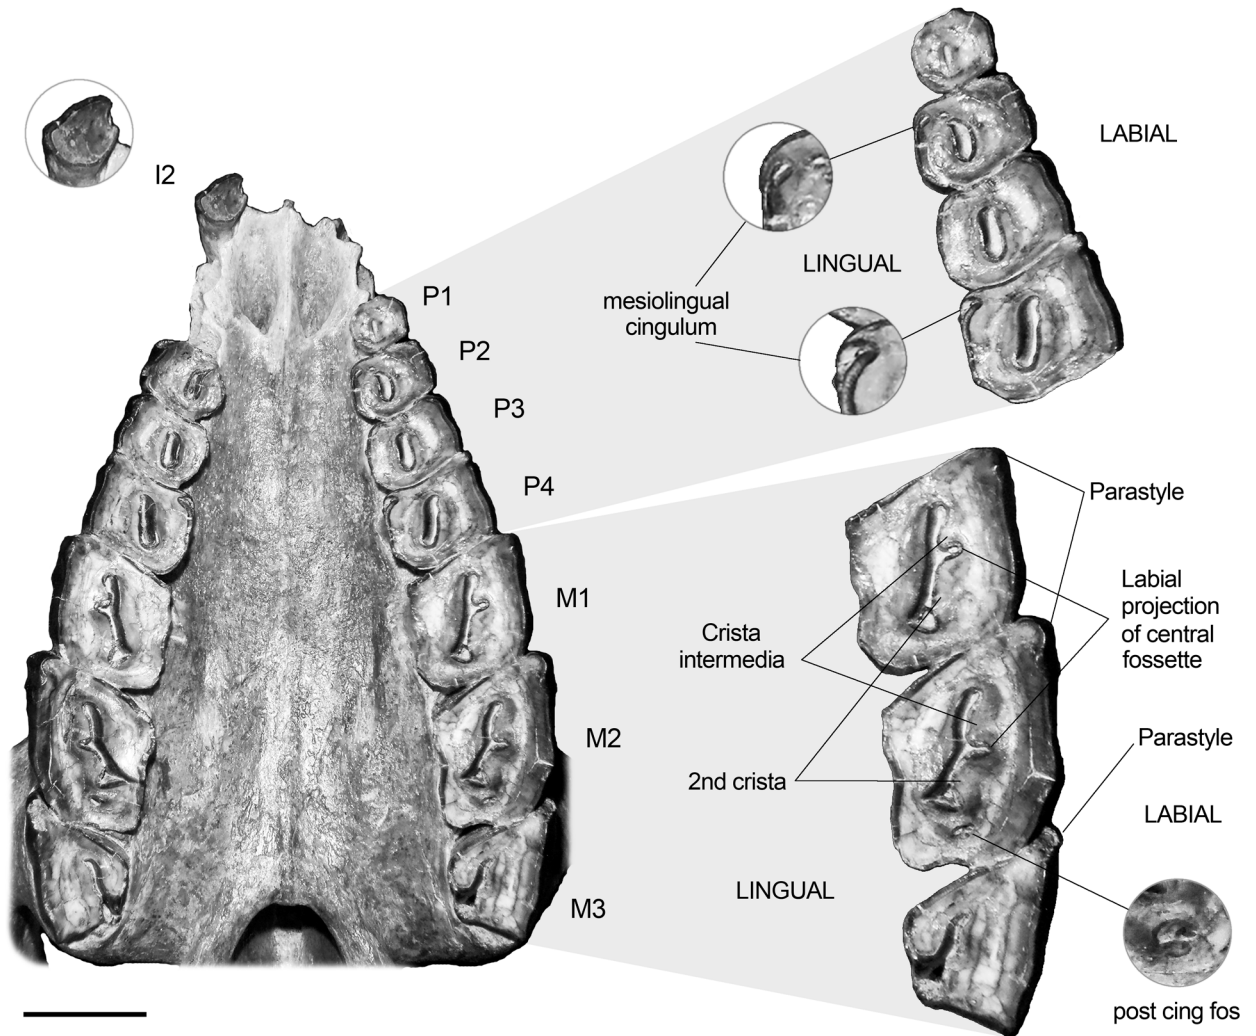 I2
P1
P2
P3
P4
M1
M2
M3
LABIAL
LINGUAL
mesiolingual
cingulum
Parastyle
Labial
projection
of central
fossette
Crista
intermedia
2nd crista
Parastyle
LABIAL
LINGUAL
post cing fos